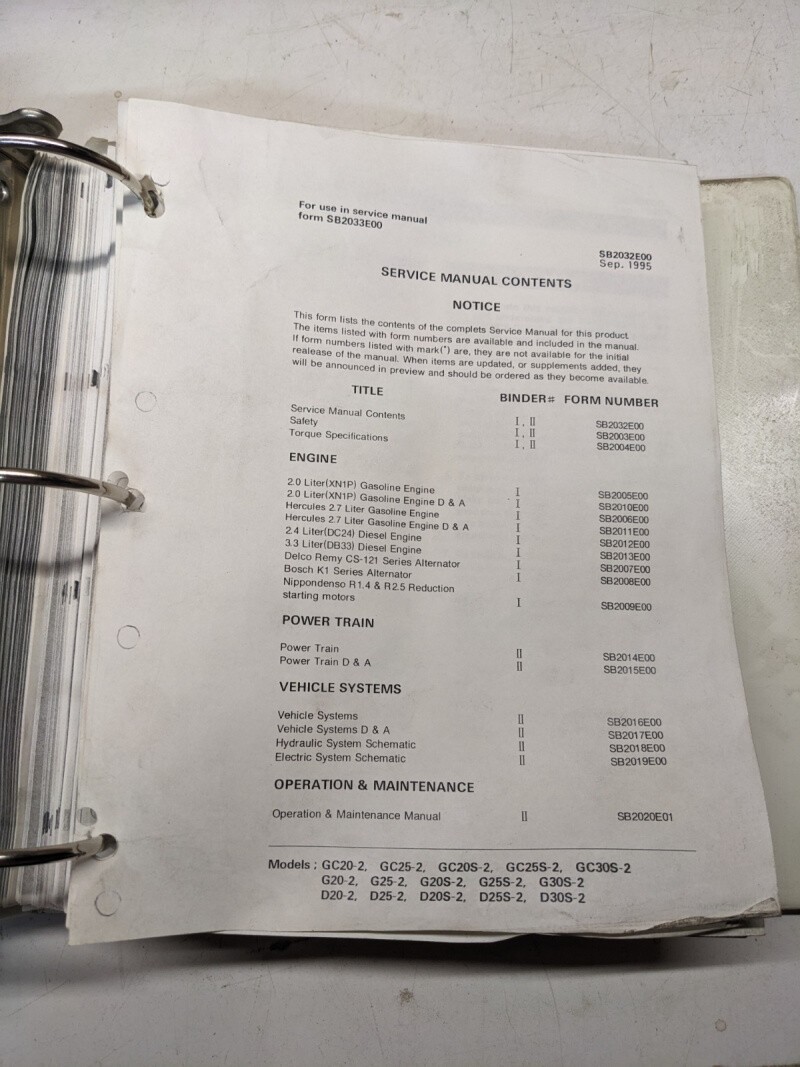 For use in service manual
form SB2033E00
SB2032E00
Sep. 1995
SERVICE MANUAL CONTENTS
NOTICE
This form lists the contents of the complets Service Manual for this product.
The items listed with form numbers are available and included in the manual.
If form numbers listed with mark(*) are, they are not available for the initial
realease of the manual. When items are updated, or supplements added, they
will be announced in preview and should be ordered as they become available.
TITLE BINDER# FORM NUMBER
Service Manual Contents I, II SB2032E00
Safety I, II SB2003E00
Torque Specifications I, II SB2004E00
ENGINE
2.0 Liter(XN1P) Gasoline Engine I SB2005E00
2.0 Liter(XN1P) Gasoline Engine D & A I SB2010E00
Hercules 2.7 Liter Gasoline Engine I SB2006E00
Hercules 2.7 Liter Gasoline Engine D & A I SB2011E00
2.4 Liter(DC24) Diesel Engine I SB2012E00
3.3 Liter(DB33) Diesel Engine I SB2013E00
Delco Remy CS-121 Series Alternator I SB2007E00
Bosch K1 Series Alternator I SB2008E00
Nippondenso R1.4 & R2.5 Reduction
starting motors I SB2009E00
POWER TRAIN
Power Train II SB2014E00
Power Train D & A II SB2015E00
VEHICLE SYSTEMS
Vehicle Systems II SB2016E00
Vehicle Systems D & A II SB2017E00
Hydraulic System Schematic II SB2018E00
Electric System Schematic II SB2019E00
OPERATION & MAINTENANCE
Operation & Maintenance Manual II SB2020E01
Models : GC20-2, GC25-2, GC20S-2, GC25S-2, GC30S-2
G20-2, G25-2, G20S-2, G25S-2, G30S-2
D20-2, D25-2, D20S-2, D25S-2, D30S-2